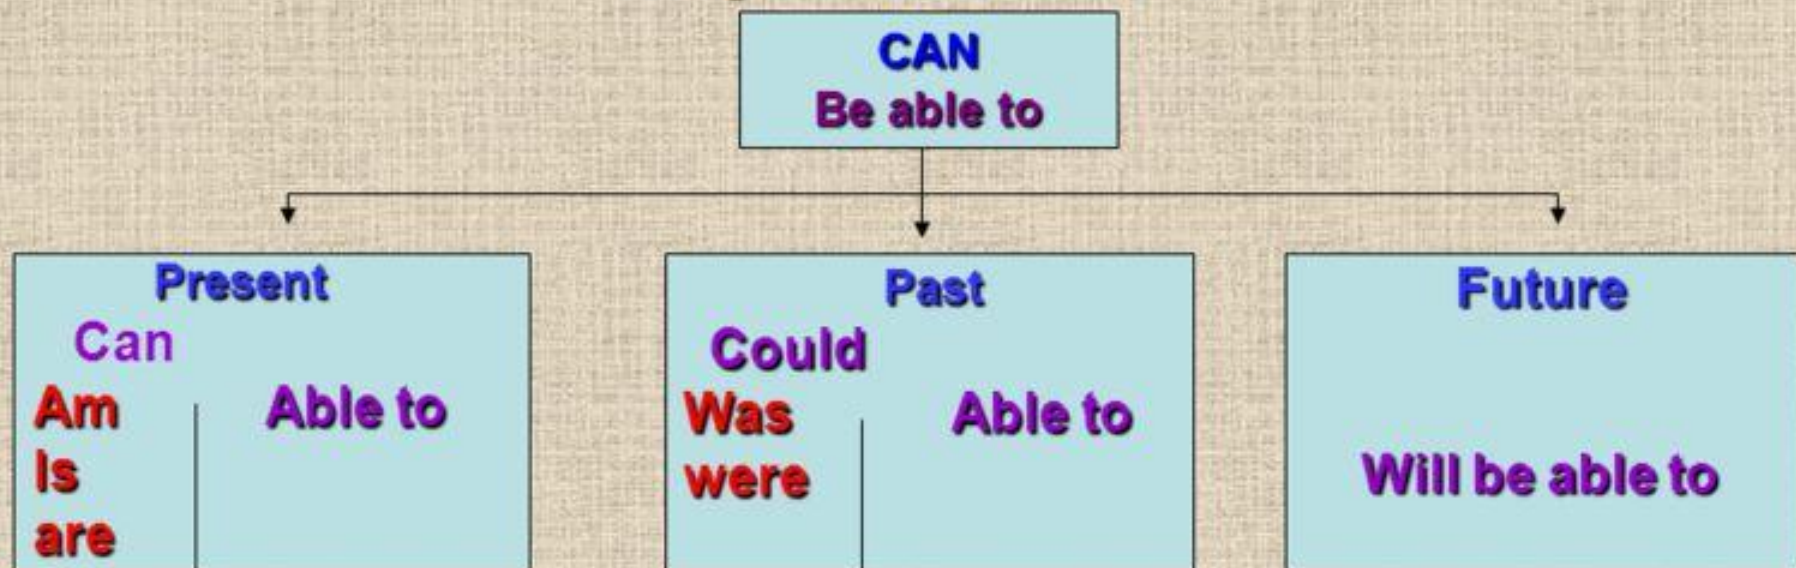 CAN
Be able to
Present
Can
Am
Is
are
Able to
Past
Could
Was
were
Able to
Future
Will be able to